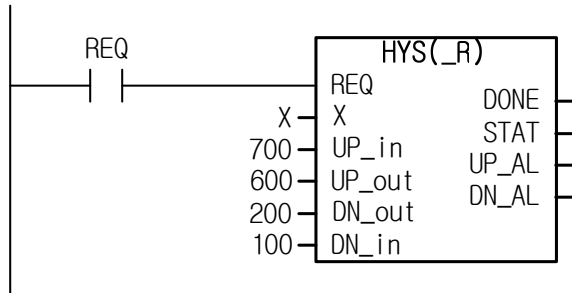 REQ
HYS(_R)
REQ
DONE
X
X
STAT
700
UP_in
UP_AL
600
UP_out
DN_AL
200
DN_out
100
DN_in